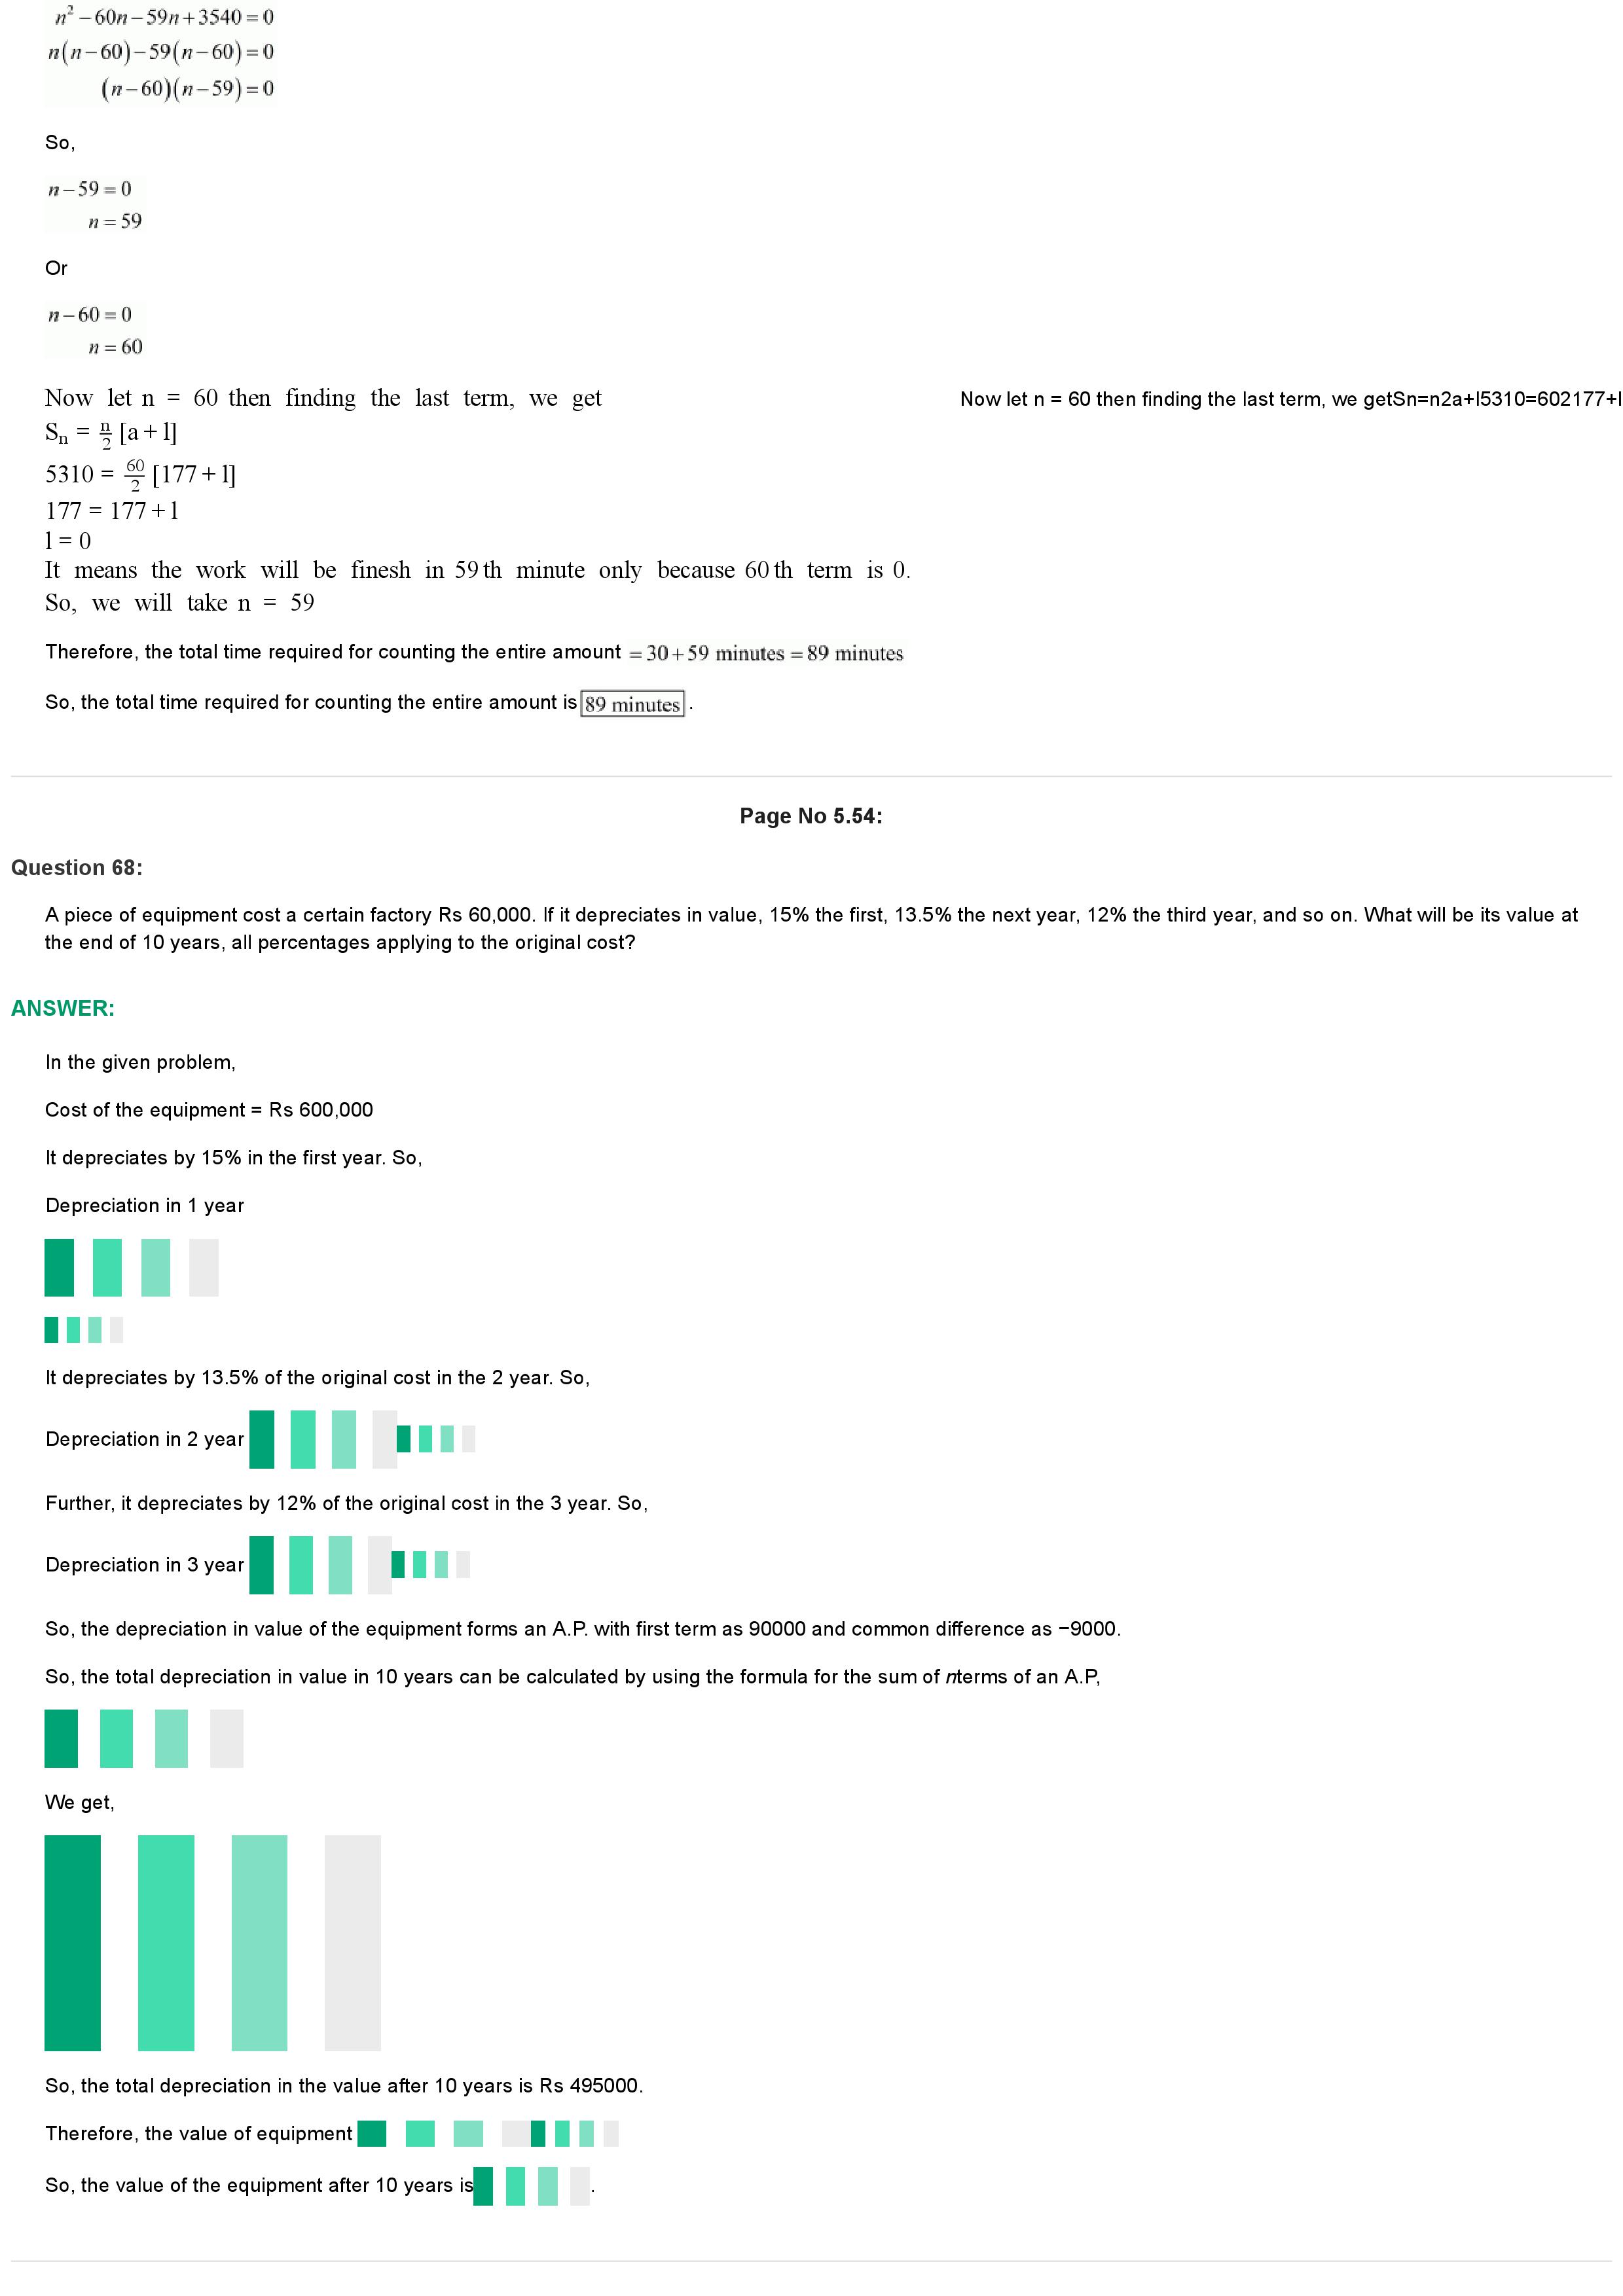 n² − 60n − 59n + 3540 = 0
n(n − 60) − 59(n − 60) = 0
(n − 60)(n − 59) = 0
So,
n − 59 = 0
n = 59
Or
n − 60 = 0
n = 60
Now let n = 60 then finding the last term, we get Now let n = 60 then finding the last term, we getSn=n2a+l5310=602177+l
Sₙ = n/2 [a + l]
5310 = 60/2 [177 + l]
177 = 177 + l
l = 0
It means the work will be finesh in 59th minute only because 60th term is 0.
So, we will take n = 59
Therefore, the total time required for counting the entire amount = 30 + 59 minutes = 89 minutes
So, the total time required for counting the entire amount is 89 minutes .
Page No 5.54:
Question 68:
A piece of equipment cost a certain factory Rs 60,000. If it depreciates in value, 15% the first, 13.5% the next year, 12% the third year, and so on. What will be its value at
the end of 10 years, all percentages applying to the original cost?
ANSWER:
In the given problem,
Cost of the equipment = Rs 600,000
It depreciates by 15% in the first year. So,
Depreciation in 1 year
It depreciates by 13.5% of the original cost in the 2 year. So,
Depreciation in 2 year
Further, it depreciates by 12% of the original cost in the 3 year. So,
Depreciation in 3 year
So, the depreciation in value of the equipment forms an A.P. with first term as 90000 and common difference as −9000.
So, the total depreciation in value in 10 years can be calculated by using the formula for the sum of nterms of an A.P,
We get,
So, the total depreciation in the value after 10 years is Rs 495000.
Therefore, the value of equipment
So, the value of the equipment after 10 years is .